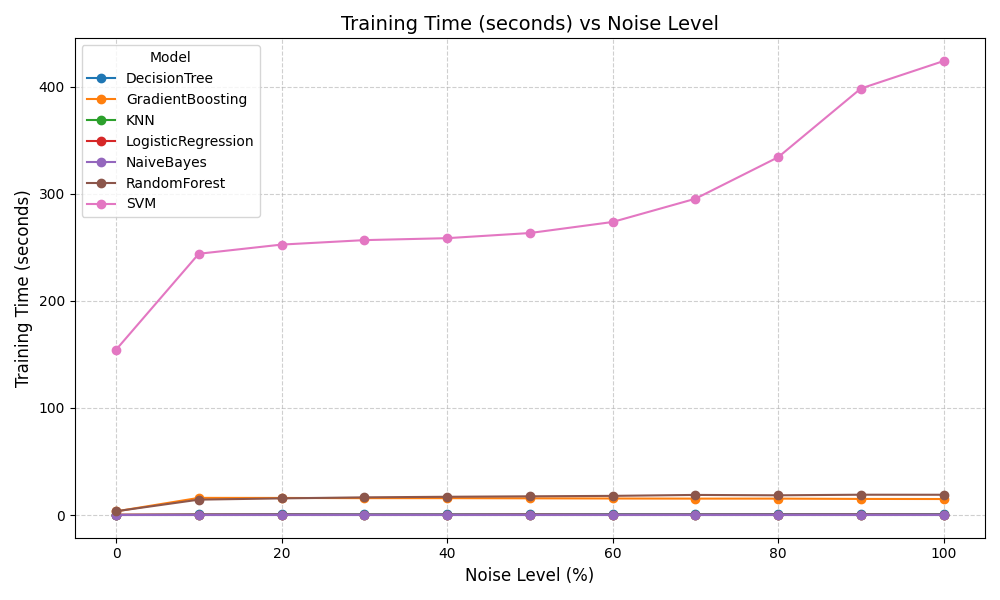 Training Time (seconds) vs Noise Level
Model
DecisionTree
GradientBoosting
KNN
LogisticRegression
NaiveBayes
RandomForest
SVM
Training Time (seconds)
400
300
200
100
0
0 20 40 60 80 100
Noise Level (%)